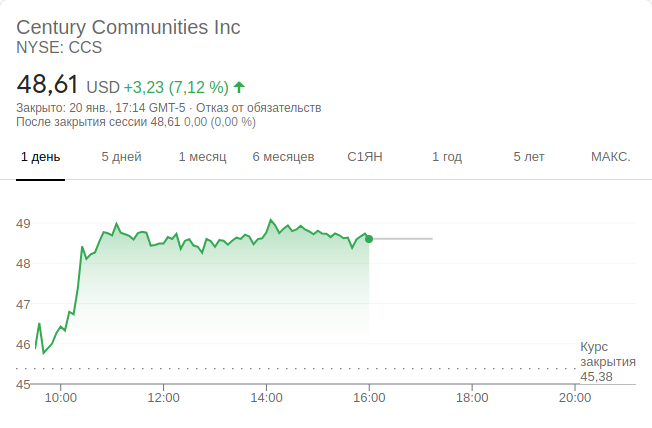 Century Communities Inc
NYSE: CCS
48,61 USD +3,23 (7,12 %)
Закрыто: 20 янв., 17:14 GMT-5 · Отказ от обязательств
После закрытия сессии 48,61 0,00 (0,00 %)
1 день 5 дней 1 месяц 6 месяцев С1ЯН 1 год 5 лет МАКС.
49
48
47
46
45
Курс
закрытия
45,38
10:00 12:00 14:00 16:00 18:00 20:00